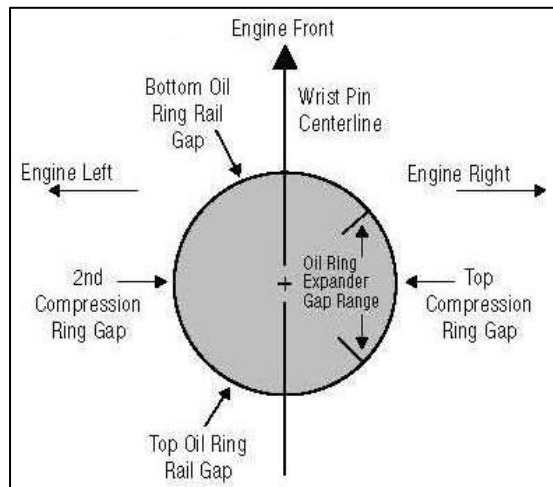 Engine Front
Bottom Oil
Ring Rail
Gap
Wrist Pin
Centerline
Engine Left
Engine Right
2nd
Compression
Ring Gap
Oil Ring
Expander
Gap Range
Top
Compression
Ring Gap
Top Oil Ring
Rail Gap